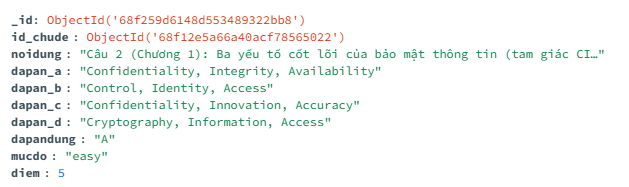 _id: ObjectId('68f259d6148d553489322bb8')
id_chude : ObjectId('68f12e5a66a40acf78565022')
noidung : "Câu 2 (Chương 1): Ba yếu tố cốt lõi của bảo mật thông tin (tam giác CI…"
dapan_a : "Confidentiality, Integrity, Availability"
dapan_b : "Control, Identity, Access"
dapan_c : "Confidentiality, Innovation, Accuracy"
dapan_d : "Cryptography, Information, Access"
dapandung : "A"
mucdo : "easy"
diem : 5